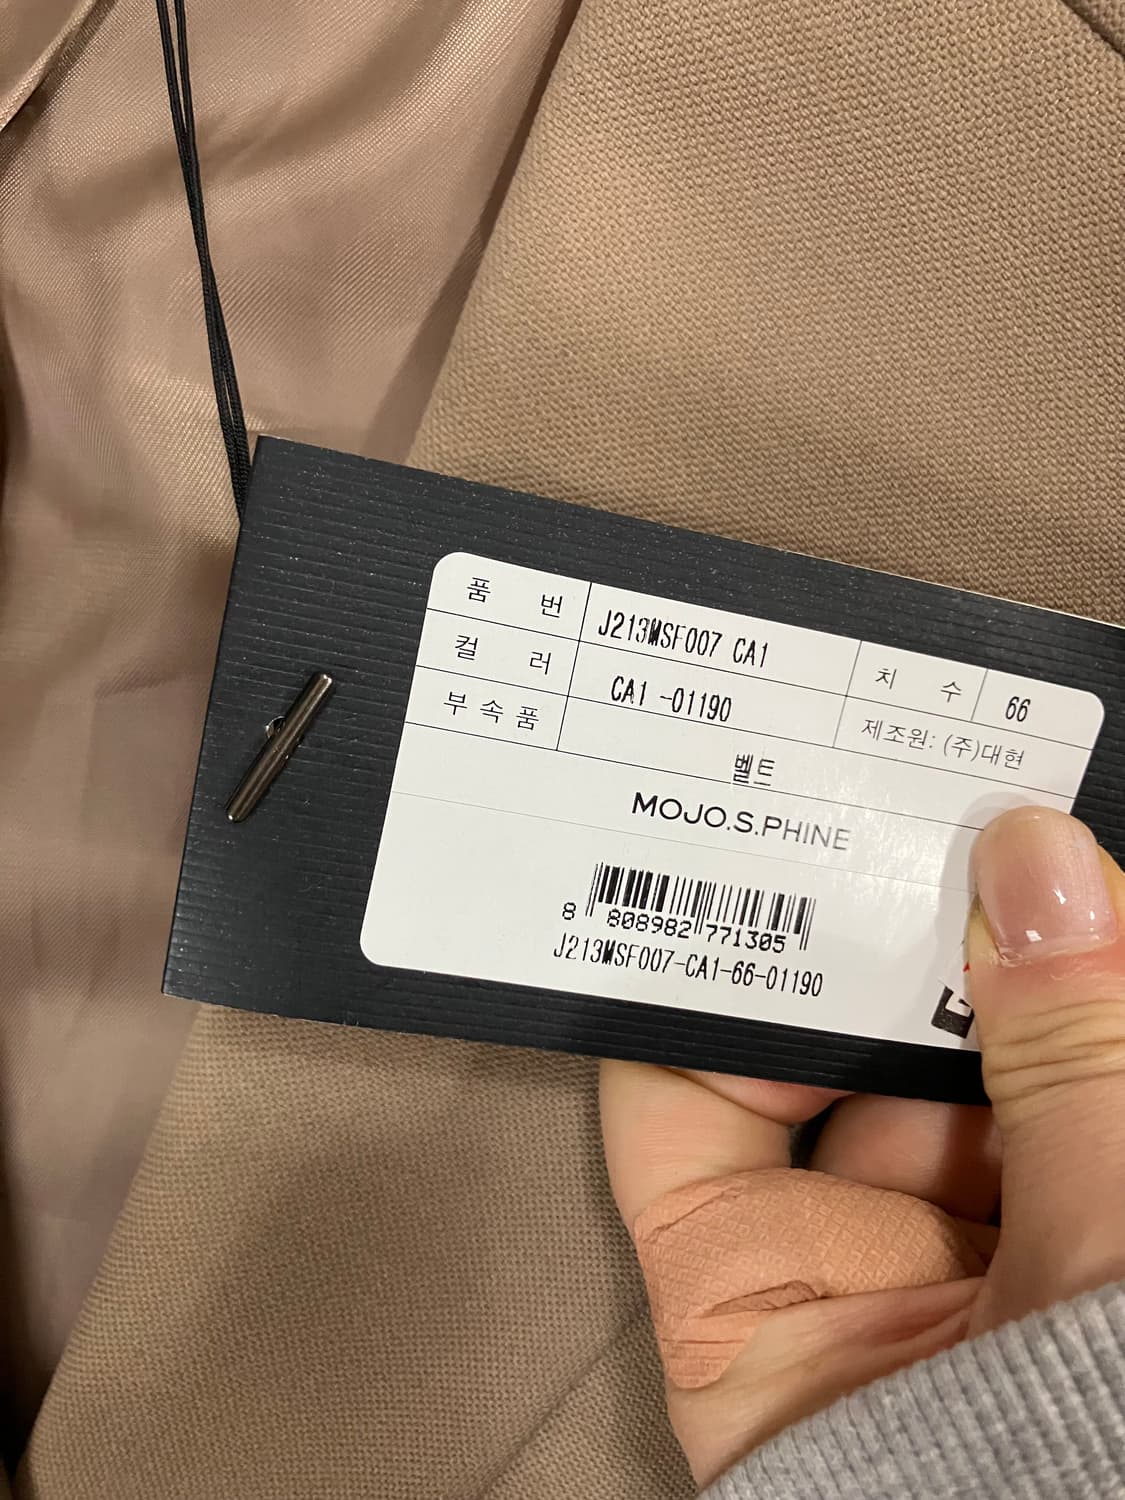 품 번 J213MSF007 CA1 치 수 66
컬 러 CA1 -01190 제조원: (주)대현
부 속 품 벨트
MOJO.S.PHINE
8 808982 771305
J213MSF007-CA1-66-01190